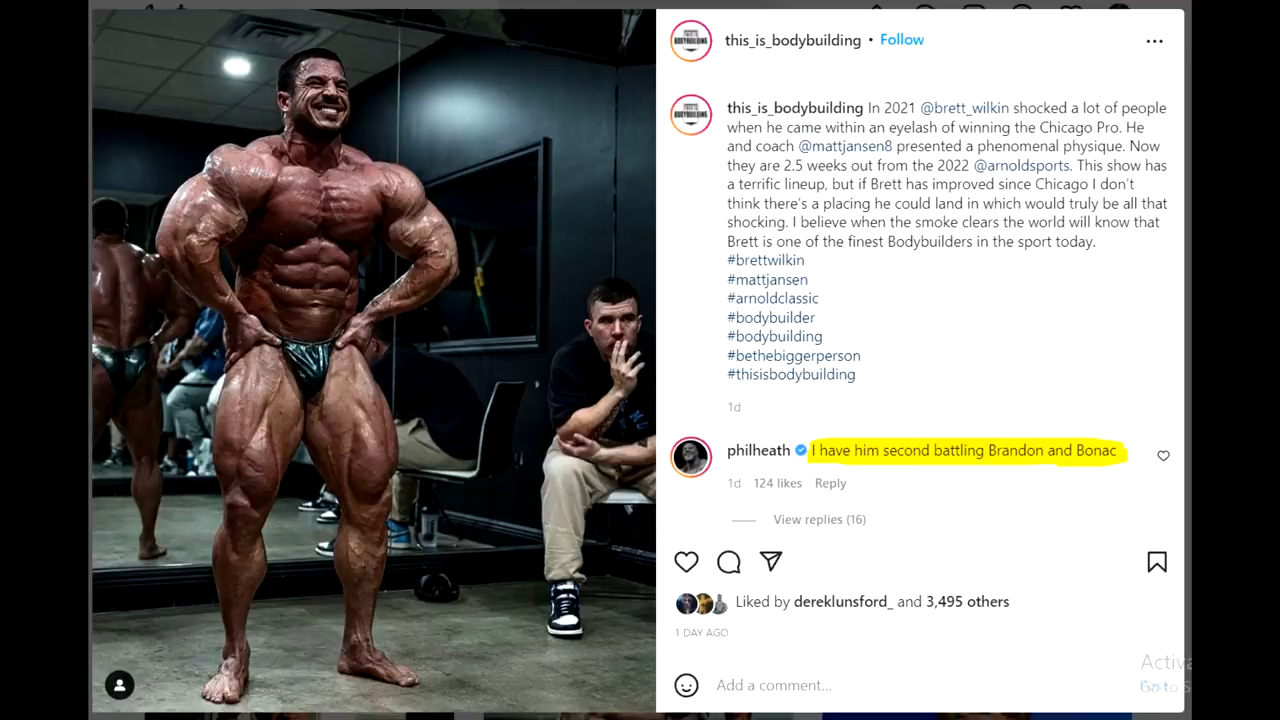 this_is_bodybuilding • Follow
this_is_bodybuilding In 2021 @brett_wilkin shocked a lot of people
when he came within an eyelash of winning the Chicago Pro. He
and coach @mattjansen8 presented a phenomenal physique. Now
they are 2.5 weeks out from the 2022 @arnoldsports. This show has
a terrific lineup, but if Brett has improved since Chicago I don't
think there's a placing he could land in which would truly be all that
shocking. I believe when the smoke clears the world will know that
Brett is one of the finest Bodybuilders in the sport today.
#brettwilkin
#mattjansen
#arnoldclassic
#bodybuilder
#bodybuilding
#bethebiggerperson
#thisisbodybuilding
1d
philheath I have him second battling Brandon and Bonac
1d 124 likes Reply
View replies (16)
Liked by dereklunsford_ and 3,495 others
1 DAY AGO
Add a comment...